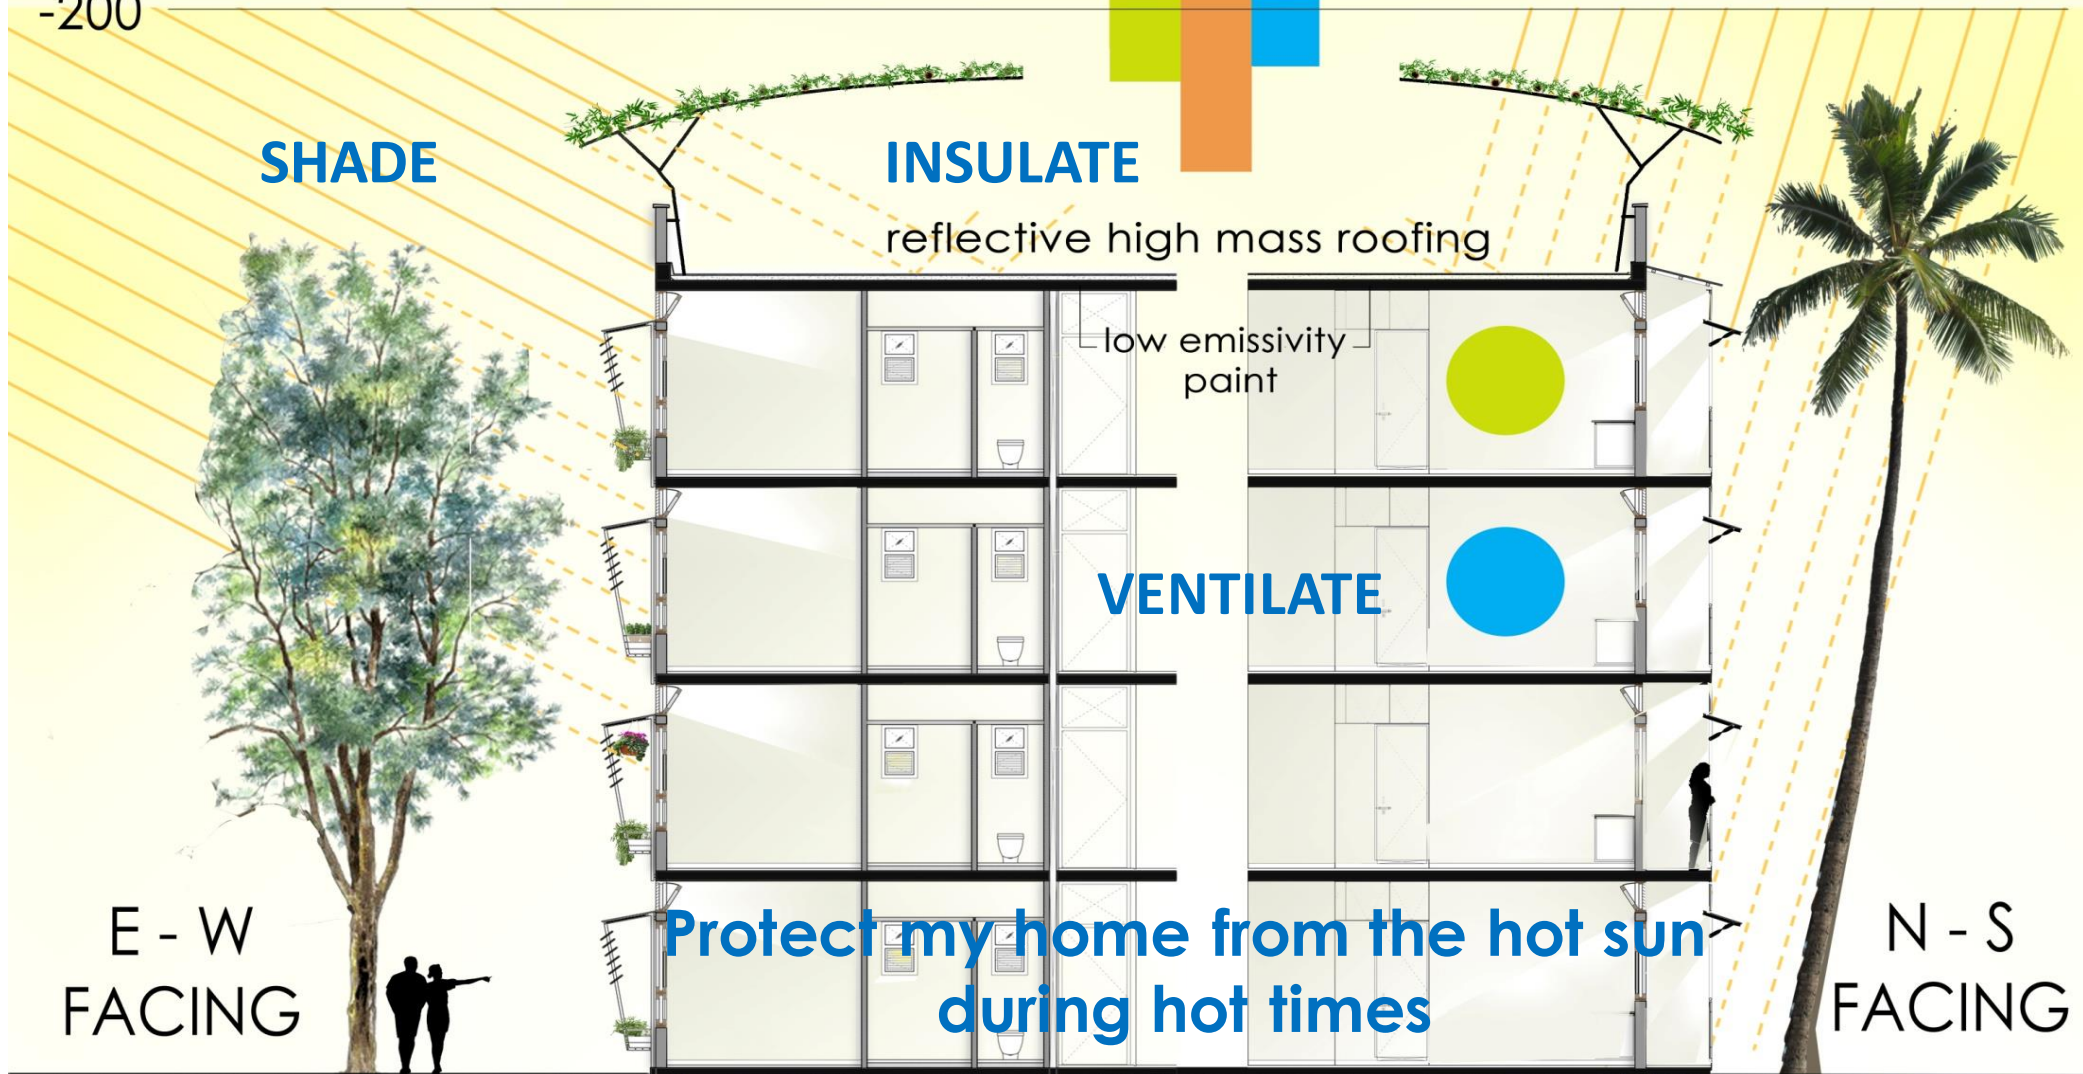 -200
SHADE
INSULATE
reflective high mass roofing
low emissivity
paint
VENTILATE
E - W
FACING
Protect my home from the hot sun
during hot times
N - S
FACING